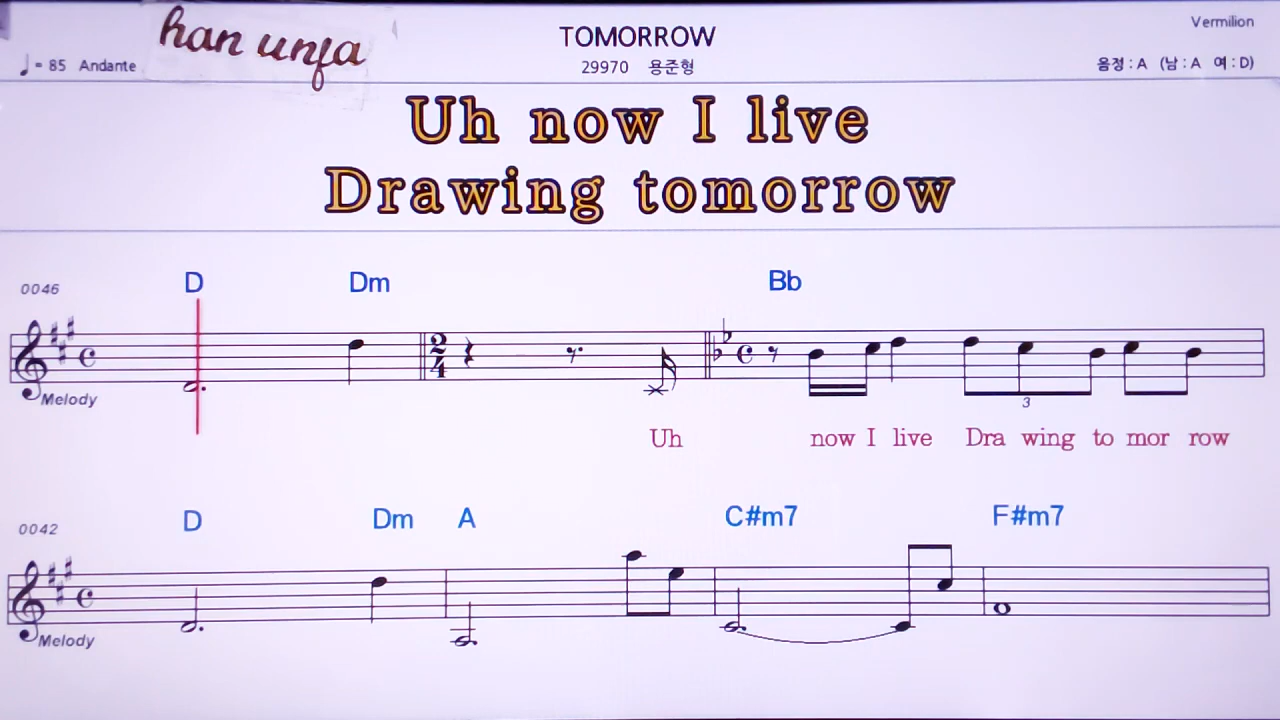 han unfa
TOMORROW
Vermilion
♩= 85 Andante
29970 용준형
음정 : A (남 : A 여 : D)
Uh now I live
Drawing tomorrow
0046
D Dm Bb
2
4
Melody
3
Uh now I live Dra wing to mor row
0042
D Dm A C#m7 F#m7
Melody